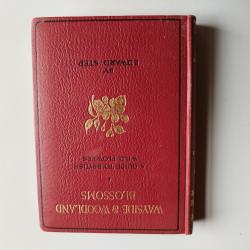 WAYSIDE & WOODLAND
BLOSSOMS
A GUIDE TO BRITISH
WILD FLOWERS
BY
EDWARD STEP